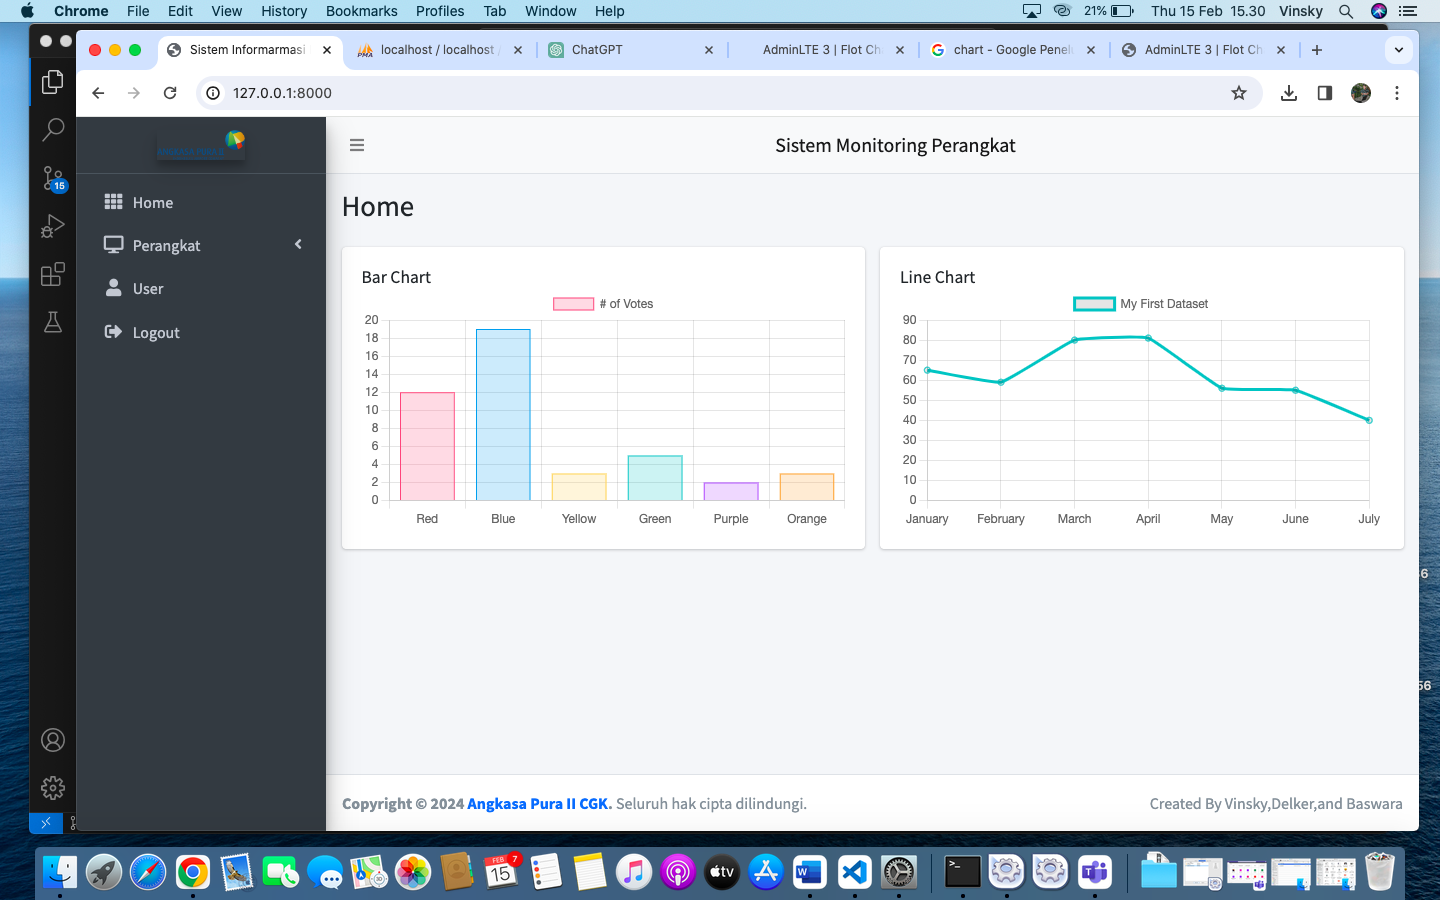 Chrome File Edit View History Bookmarks Profiles Tab Window Help 21% Thu 15 Feb 15.30 Vinsky
Sistem Informarmasi localhost / localhost / ChatGPT AdminLTE 3 | Flot Ch chart - Google Penel AdminLTE 3 | Flot Ch
127.0.0.1:8000
Sistem Monitoring Perangkat
15
Home
Perangkat
User
Logout
Home
Bar Chart
# of Votes
20
18
16
14
12
10
8
6
4
2
0
Red Blue Yellow Green Purple Orange
Line Chart
My First Dataset
90
80
70
60
50
40
30
20
10
0
January February March April May June July
Copyright © 2024 Angkasa Pura II CGK. Seluruh hak cipta dilindungi.
Created By Vinsky,Delker,and Baswara
FEB
15
7
tv